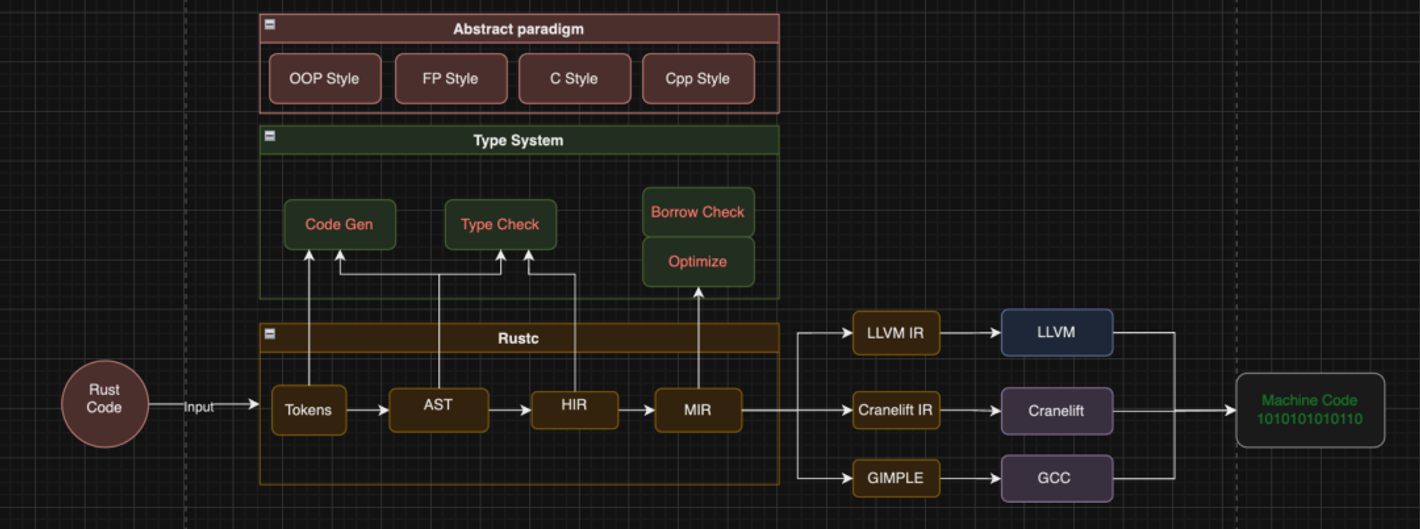 Abstract paradigm
OOP Style
FP Style
C Style
Cpp Style
Type System
Code Gen
Type Check
Borrow Check
Optimize
Rustc
Rust
Code
Input
Tokens
AST
HIR
MIR
LLVM IR
LLVM
Cranelift IR
Cranelift
GIMPLE
GCC
Machine Code
1010101010110